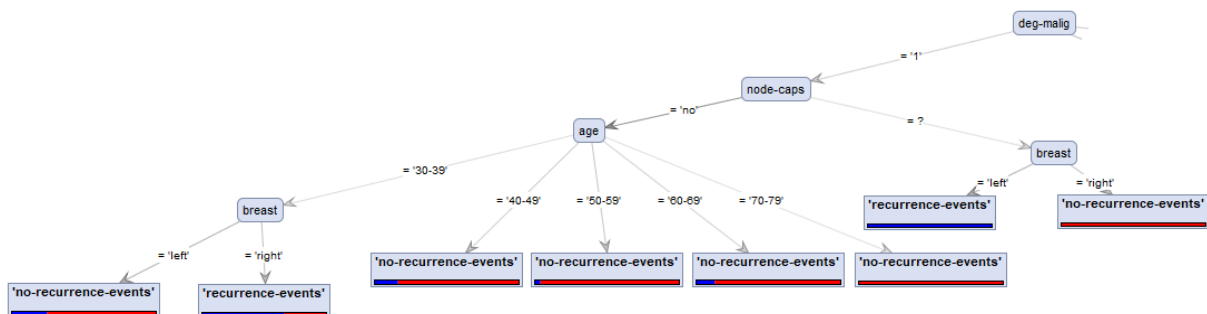 deg-malig
= '1'
node-caps
= 'no'
= ?
age
breast
= '30-39'
= 'left'
= 'right'
= '40-49'
= '50-59'
= '60-69'
= '70-79'
breast
'recurrence-events'
'no-recurrence-events'
= 'left'
= 'right'
'no-recurrence-events'
'no-recurrence-events'
'no-recurrence-events'
'no-recurrence-events'
'no-recurrence-events'
'recurrence-events'